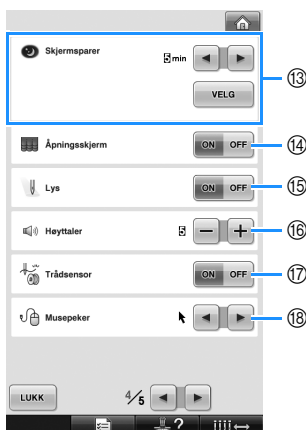 Skjermsparer
5 min
⑬
VELG
Åpningsskjerm ON OFF ⑭
Lys ON OFF ⑮
Høyttaler 5 − + ⑯
Trådsensor ON OFF ⑰
Musepeker ⑱
LUKK 4/5
?